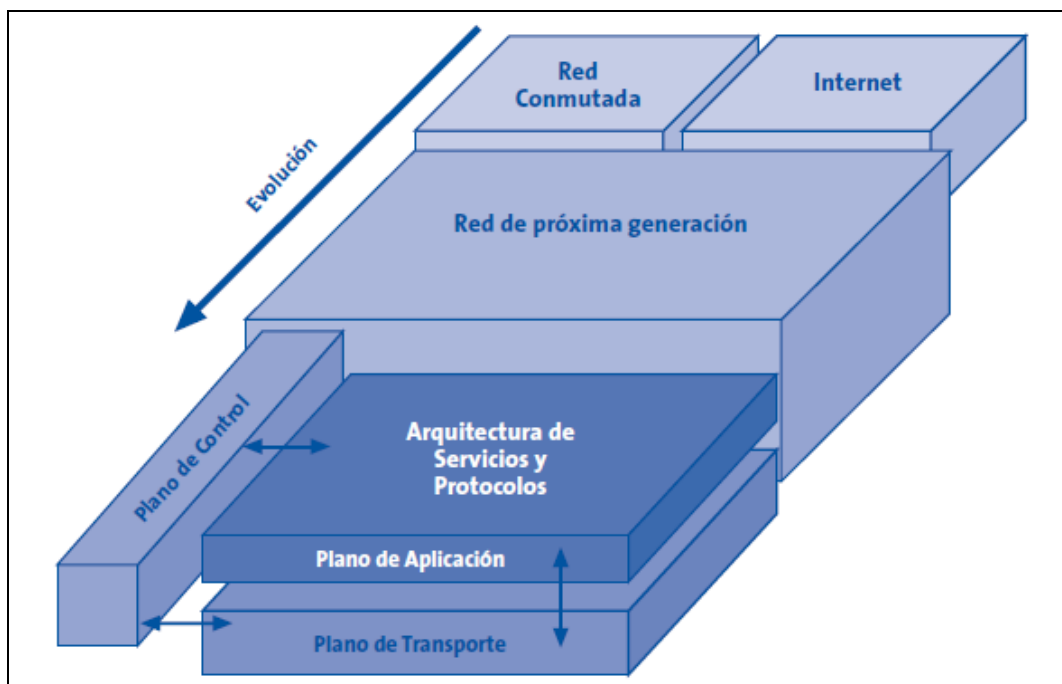 Red
Conmutada
Internet
Evolución
Red de próxima generación
Plano de Control
Arquitectura de
Servicios y
Protocolos
Plano de Aplicación
Plano de Transporte